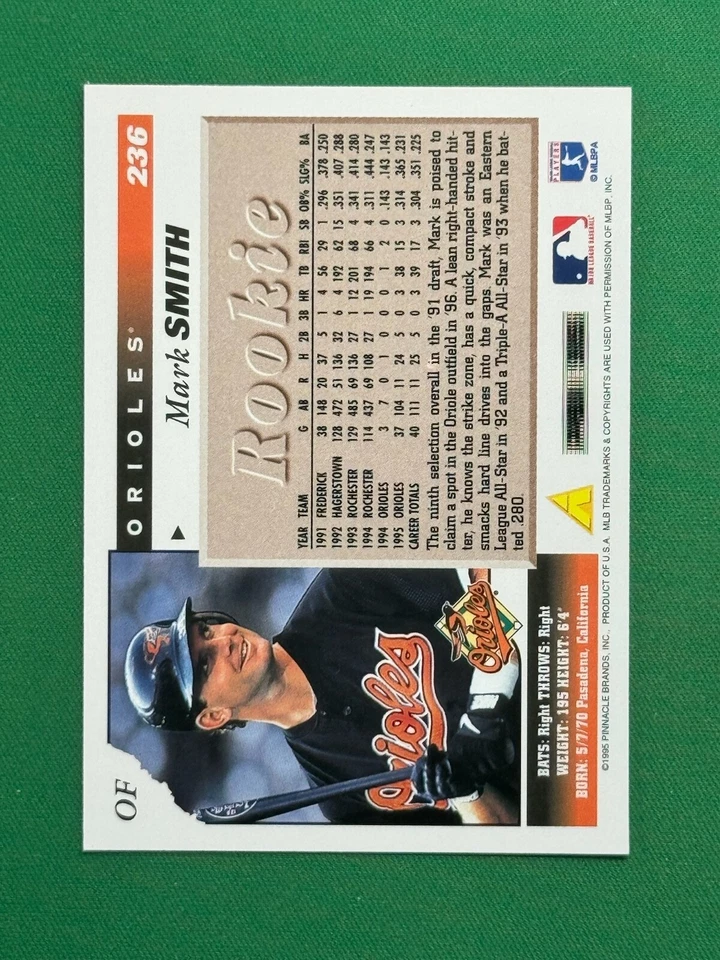 OF
ORIOLES® 236
Mark SMITH
Rookie
YEAR TEAM G AB R H 2B 3B HR TB RBI SB OB% SLG% BA
1991 FREDERICK 38 148 20 37 5 1 4 56 29 1 .296 .378 .250
1992 HAGERSTOWN 128 472 51 136 32 6 4 192 62 15 .351 .407 .288
1993 ROCHESTER 129 485 69 136 27 1 12 201 68 4 .341 .414 .280
1994 ROCHESTER 114 437 69 108 27 1 19 194 66 4 .311 .444 .247
1994 ORIOLES 3 7 0 1 0 0 0 1 2 0 .143 .143 .143
1995 ORIOLES 37 104 11 24 5 0 3 38 15 3 .314 .365 .231
CAREER TOTALS 40 111 11 25 5 0 3 39 17 3 .304 .351 .225
The ninth selection overall in the '91 draft, Mark is poised to
claim a spot in the Oriole outfield in '96. A lean right-handed hit-
ter, he knows the strike zone, has a quick, compact stroke and
smacks hard line drives into the gaps. Mark was an Eastern
League All-Star in '92 and a Triple-A All-Star in '93 when he bat-
ted .280.
Orioles
Orioles
BATS: Right THROWS: Right
WEIGHT: 195 HEIGHT: 6'4"
BORN: 5/7/70 Pasadena, California
MAJOR LEAGUE BASEBALL
PLAYERS
© MLBPA
©1995 PINNACLE BRANDS, INC., PRODUCT OF U.S.A. MLB TRADEMARKS & COPYRIGHTS ARE USED WITH PERMISSION OF MLBP, INC.